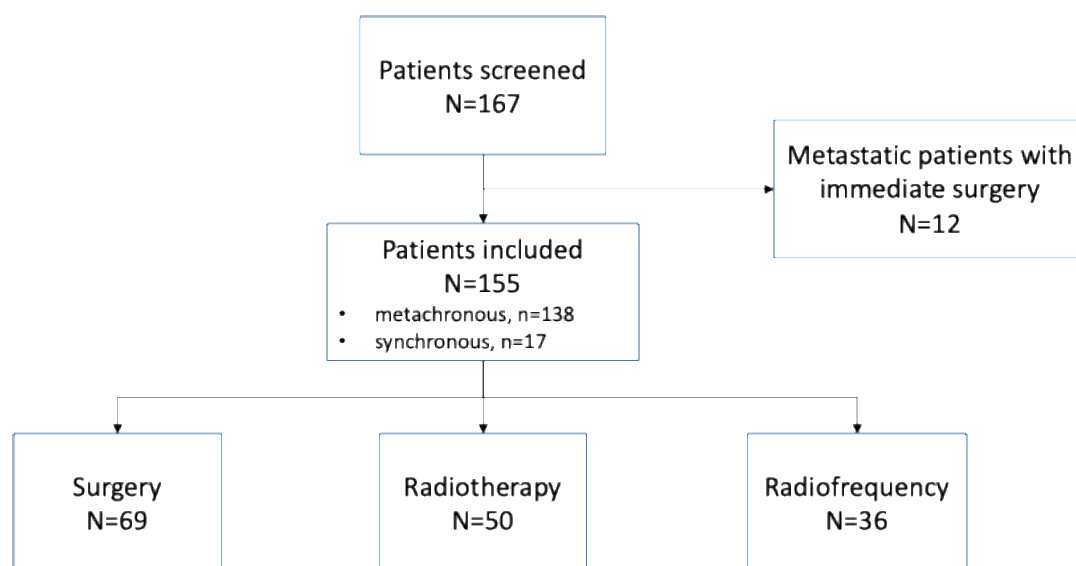 Patients screened
N=167
Metastatic patients with
immediate surgery
N=12
Patients included
N=155
• metachronous, n=138
• synchronous, n=17
Surgery
N=69
Radiotherapy
N=50
Radiofrequency
N=36